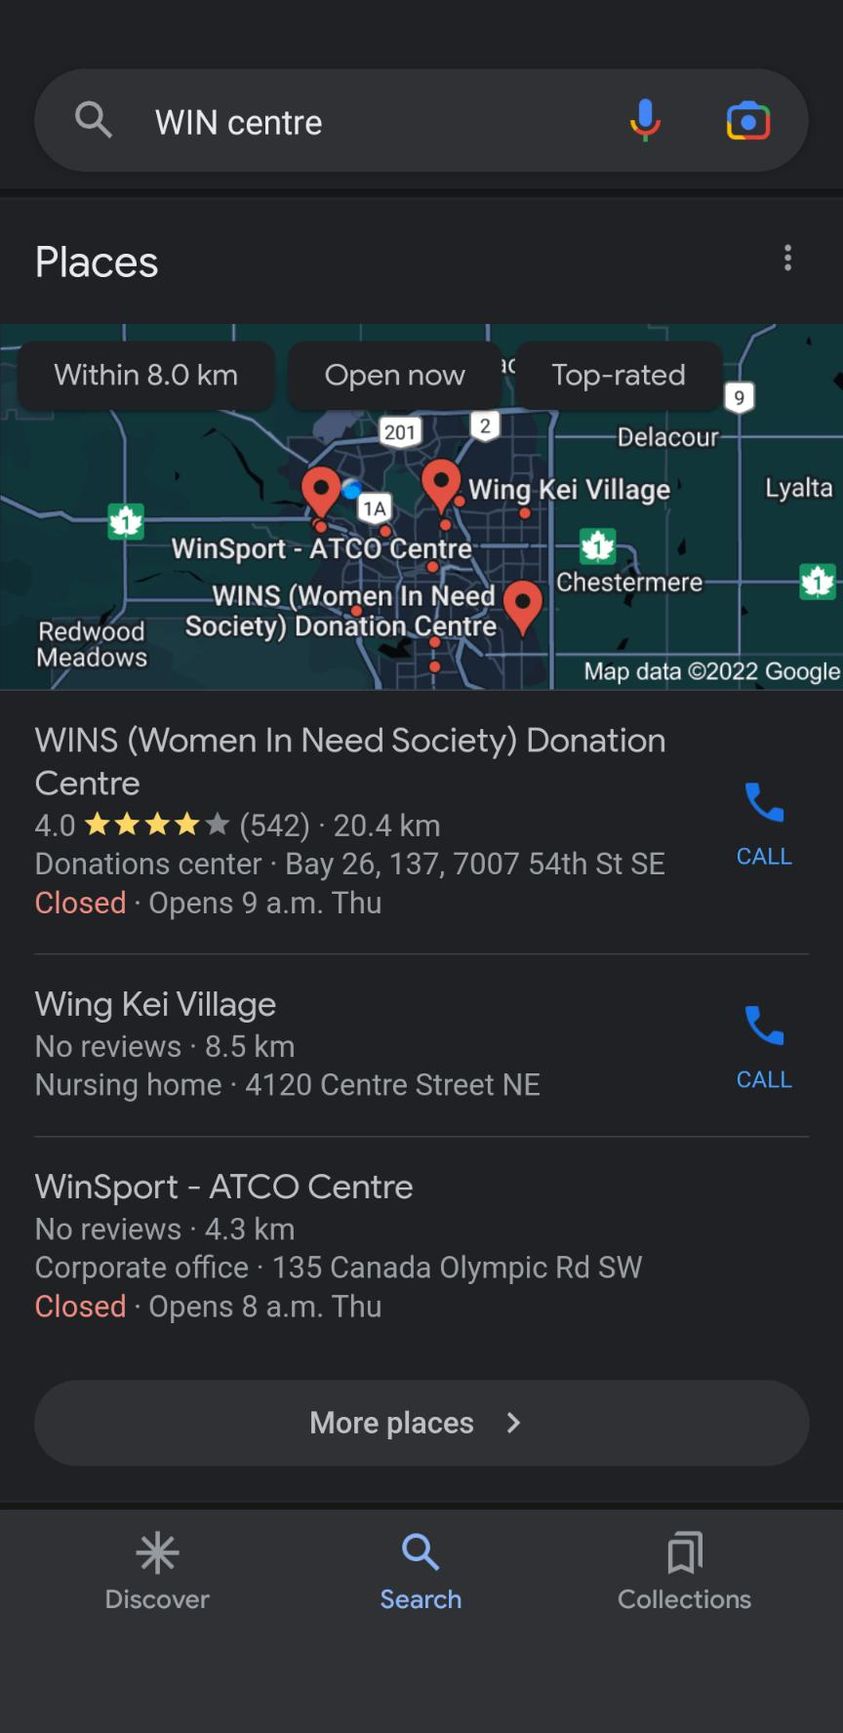 WIN centre
Places
Within 8.0 km
Open now
Top-rated
9
201
2
Delacour
Wing Kei Village
Lyalta
1A
1
WinSport - ATCO Centre
1
WINS (Women In Need
Society) Donation Centre
Chestermere
1
Redwood
Meadows
Map data ©2022 Google
WINS (Women In Need Society) Donation
Centre
4.0 (542) · 20.4 km
Donations center · Bay 26, 137, 7007 54th St SE
Closed · Opens 9 a.m. Thu
CALL
Wing Kei Village
No reviews · 8.5 km
Nursing home · 4120 Centre Street NE
CALL
WinSport - ATCO Centre
No reviews · 4.3 km
Corporate office · 135 Canada Olympic Rd SW
Closed · Opens 8 a.m. Thu
More places
Discover
Search
Collections